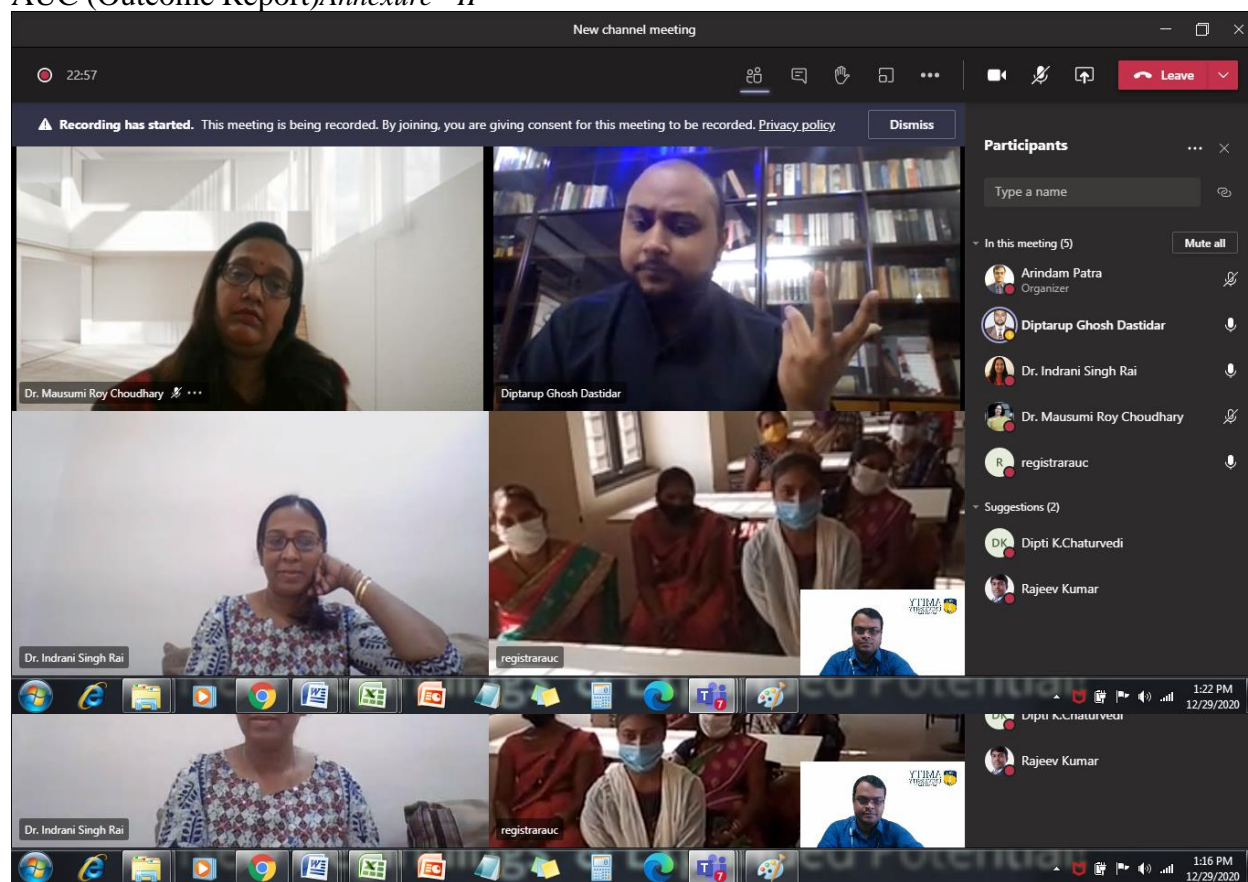 AUC (Outcome Report)Annexure - II
New channel meeting
22:57
Leave
Recording has started. This meeting is being recorded. By joining, you are giving consent for this meeting to be recorded. Privacy policy
Dismiss
Participants
Type a name
In this meeting (5)
Mute all
Arindam Patra
Organizer
Diptarup Ghosh Dastidar
Dr. Indrani Singh Rai
Dr. Mausumi Roy Choudhary
R registrarauc
Suggestions (2)
DK Dipti K.Chaturvedi
Rajeev Kumar
Dr. Mausumi Roy Choudhary
Diptarup Ghosh Dastidar
Dr. Indrani Singh Rai
registrarauc
AMITY
1:22 PM
12/29/2020
Dipti K.Chaturvedi
Rajeev Kumar
Dr. Indrani Singh Rai
registrarauc
AMITY
1:16 PM
12/29/2020